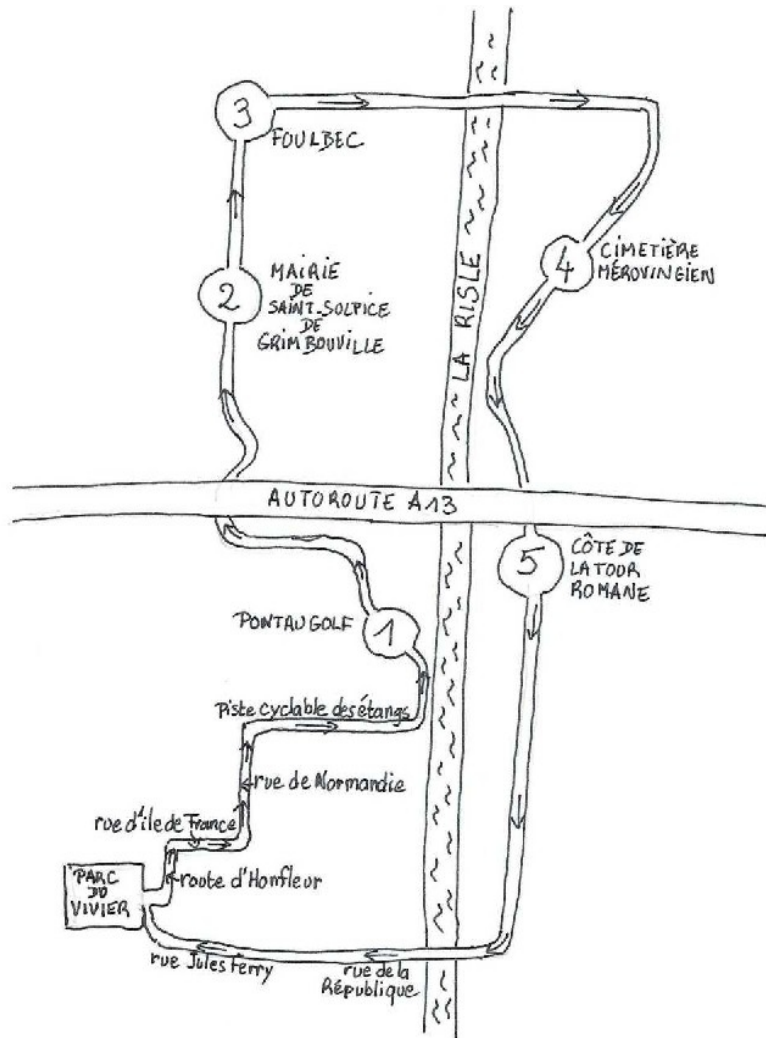 3
FOULBEC
4
CIMETIÈRE
MÉROVINGIEN
2
MAIRIE
DE
SAINT-SOLPICE
DE
GRIMBOUVILLE
LA RISLE
AUTOROUTE A13
5
CÔTE DE
LA TOUR
ROMANE
PONTAUGOLF
1
Piste cyclable des étangs
rue de Normandie
rue d'ile de France
PARC
DU
VIVIER
route d'Honfleur
rue Jules Ferry
rue de la
République